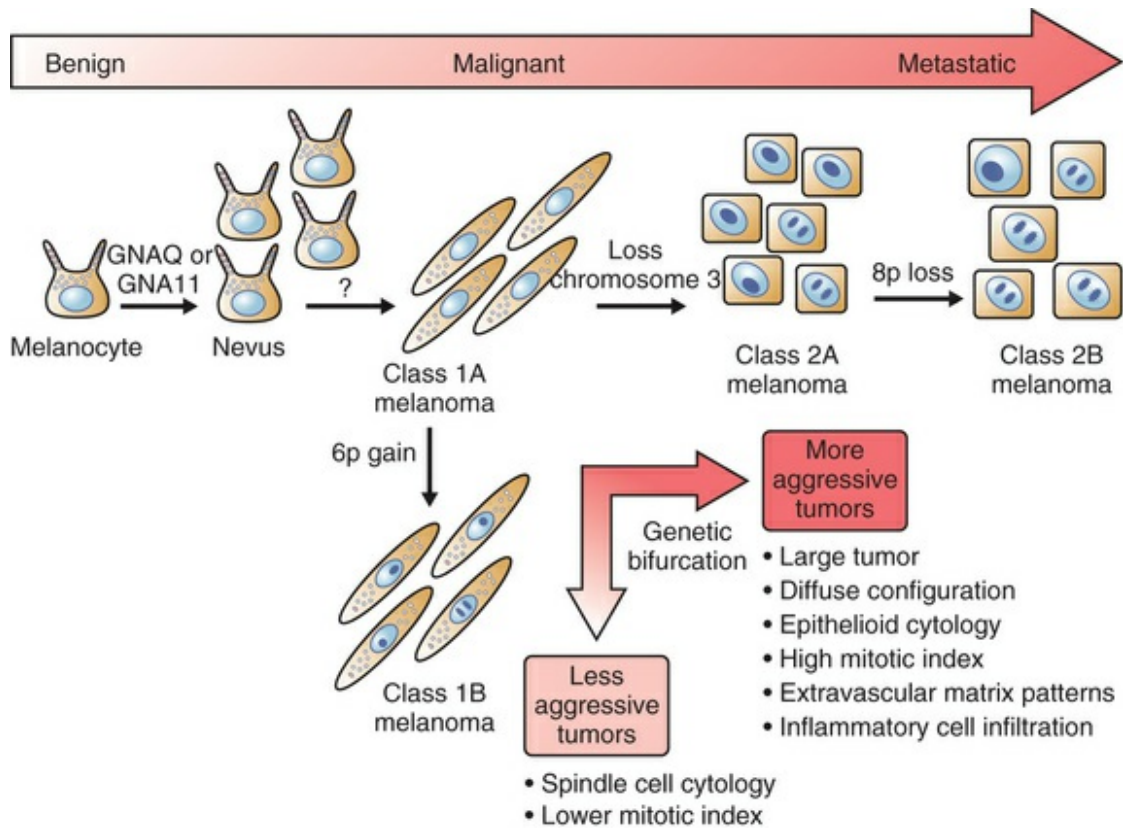 Benign
Malignant
Metastatic
GNAQ or
GNA11
?
Loss
chromosome 3
8p loss
Melanocyte
Nevus
Class 1A
melanoma
Class 2A
melanoma
Class 2B
melanoma
6p gain
Class 1B
melanoma
Genetic
bifurcation
More
aggressive
tumors
• Large tumor
• Diffuse configuration
• Epithelioid cytology
• High mitotic index
• Extravascular matrix patterns
• Inflammatory cell infiltration
Less
aggressive
tumors
• Spindle cell cytology
• Lower mitotic index